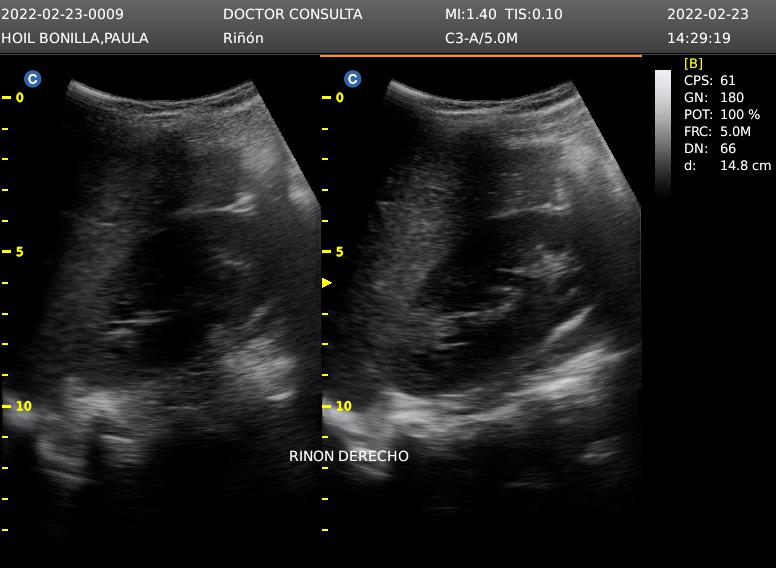 2022-02-23-0009 DOCTOR CONSULTA MI:1.40 TIS:0.10 2022-02-23
HOIL BONILLA,PAULA Riñón C3-A/5.0M 14:29:19
[B]
C C
0 0
CPS: 61
GN: 180
POT: 100 %
FRC: 5.0M
DN: 66
d: 14.8 cm
5 5
10 10
RINON DERECHO